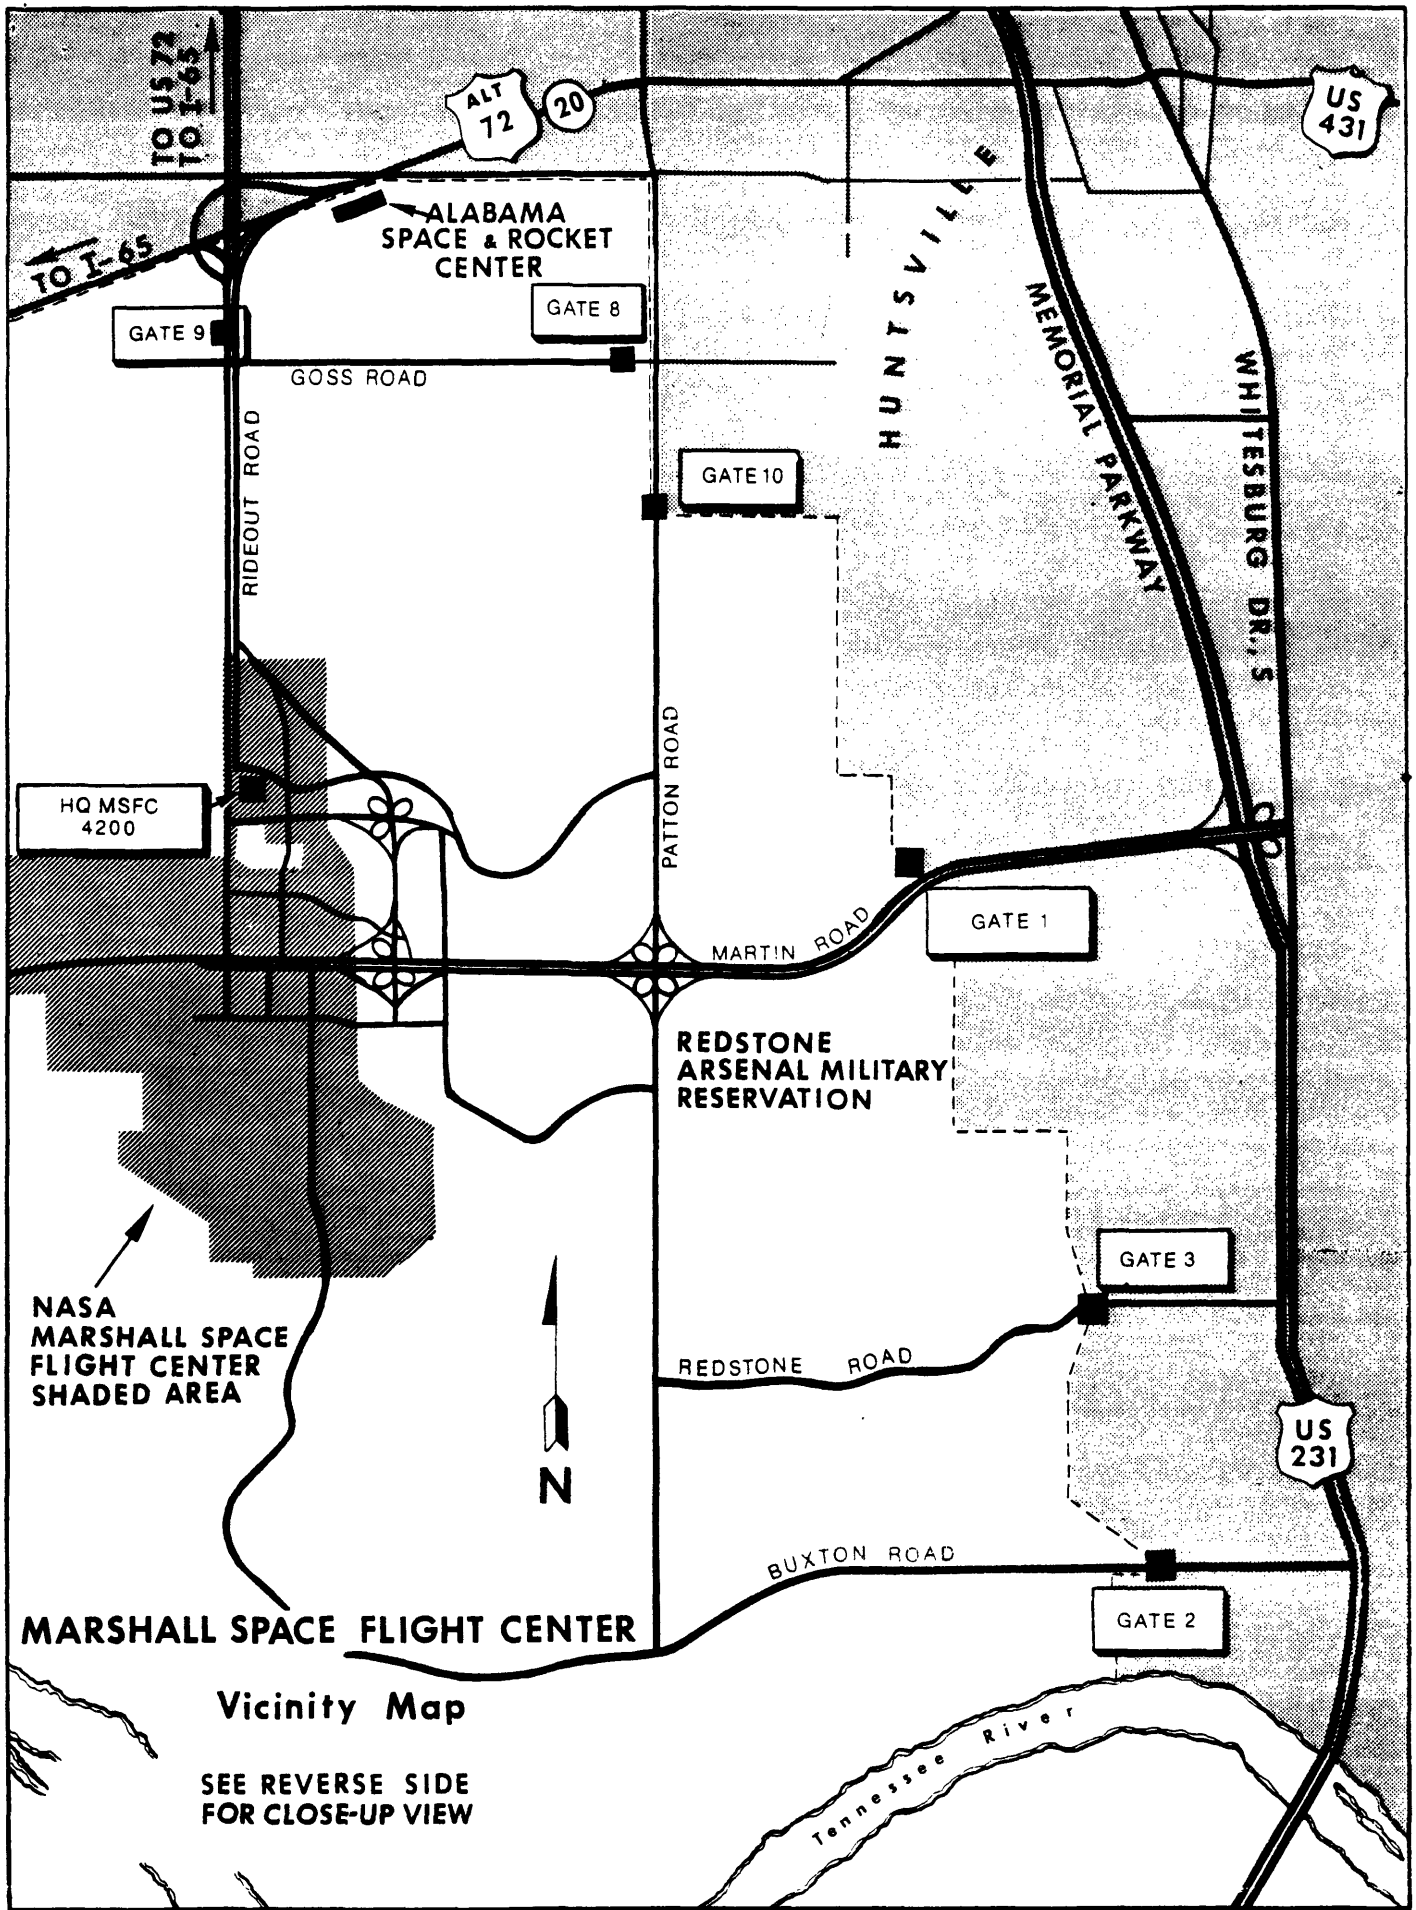 TO US 72
TO I-65
ALT
72
20
US
431
TO I-65
ALABAMA
SPACE & ROCKET
CENTER
HUNTSVILLE
GATE 9
GATE 8
GOSS ROAD
MEMORIAL PARKWAY
WHITESBURG DR., S
RIDEOUT ROAD
GATE 10
PATTON ROAD
HQ MSFC
4200
GATE 1
MARTIN ROAD
REDSTONE
ARSENAL MILITARY
RESERVATION
GATE 3
NASA
MARSHALL SPACE
FLIGHT CENTER
SHADED AREA
REDSTONE ROAD
US
231
N
BUXTON ROAD
GATE 2
MARSHALL SPACE FLIGHT CENTER
Vicinity Map
Tennessee River
SEE REVERSE SIDE
FOR CLOSE-UP VIEW